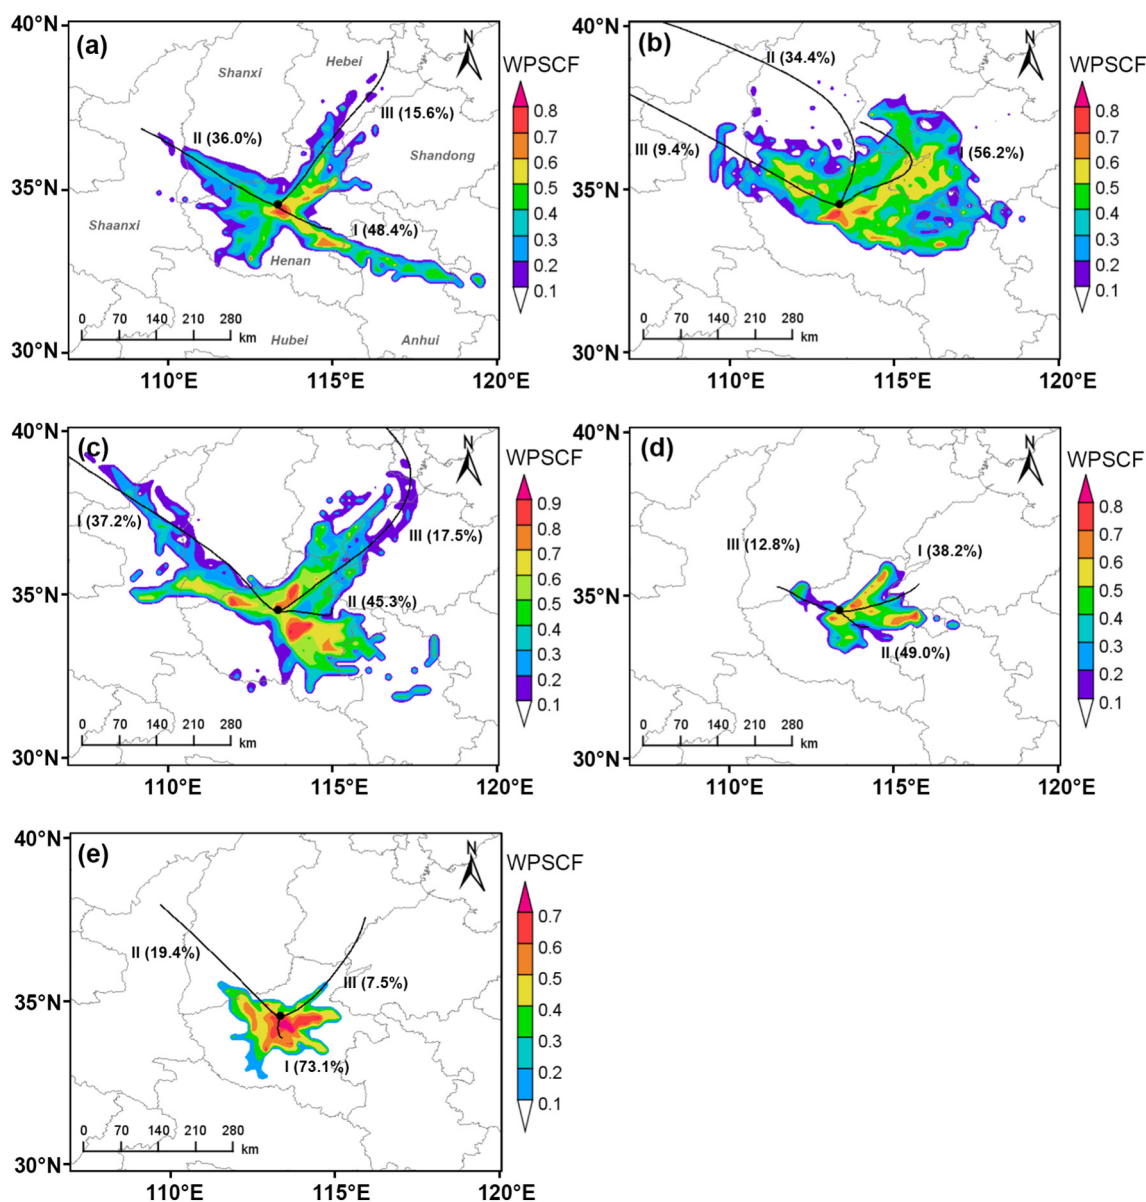 40°N
(a)
N
WPSCF
Hebei
Shanxi
III (15.6%)
II (36.0%)
Shandong
35°N
Shaanxi
I (48.4%)
Henan
0 70 140 210 280
km
Hubei
Anhui
30°N
110°E 115°E 120°E
0.8
0.7
0.6
0.5
0.4
0.3
0.2
0.1
40°N
(b)
N
WPSCF
II (34.4%)
III (9.4%)
I (56.2%)
35°N
0 70 140 210 280
km
30°N
110°E 115°E 120°E
0.8
0.7
0.6
0.5
0.4
0.3
0.2
0.1
40°N
(c)
N
WPSCF
I (37.2%)
III (17.5%)
35°N
II (45.3%)
0 70 140 210 280
km
30°N
110°E 115°E 120°E
0.9
0.8
0.7
0.6
0.5
0.4
0.3
0.2
0.1
40°N
(d)
N
WPSCF
III (12.8%)
I (38.2%)
35°N
II (49.0%)
0 70 140 210 280
km
30°N
110°E 115°E 120°E
0.8
0.7
0.6
0.5
0.4
0.3
0.2
0.1
40°N
(e)
N
WPSCF
II (19.4%)
III (7.5%)
35°N
I (73.1%)
0 70 140 210 280
km
30°N
110°E 115°E 120°E
0.7
0.6
0.5
0.4
0.3
0.2
0.1